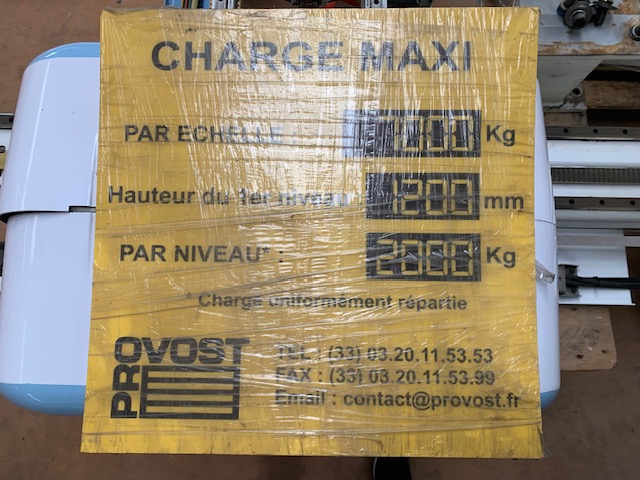 CHARGE MAXI
PAR ECHELLE Kg
Hauteur du 1er niveau mm
PAR NIVEAU* : 2000 Kg
* Charge uniformément répartie
PROVOST
TEL : (33) 03.20.11.53.53
FAX : (33) 03.20.11.53.99
Email : contact@provost.fr